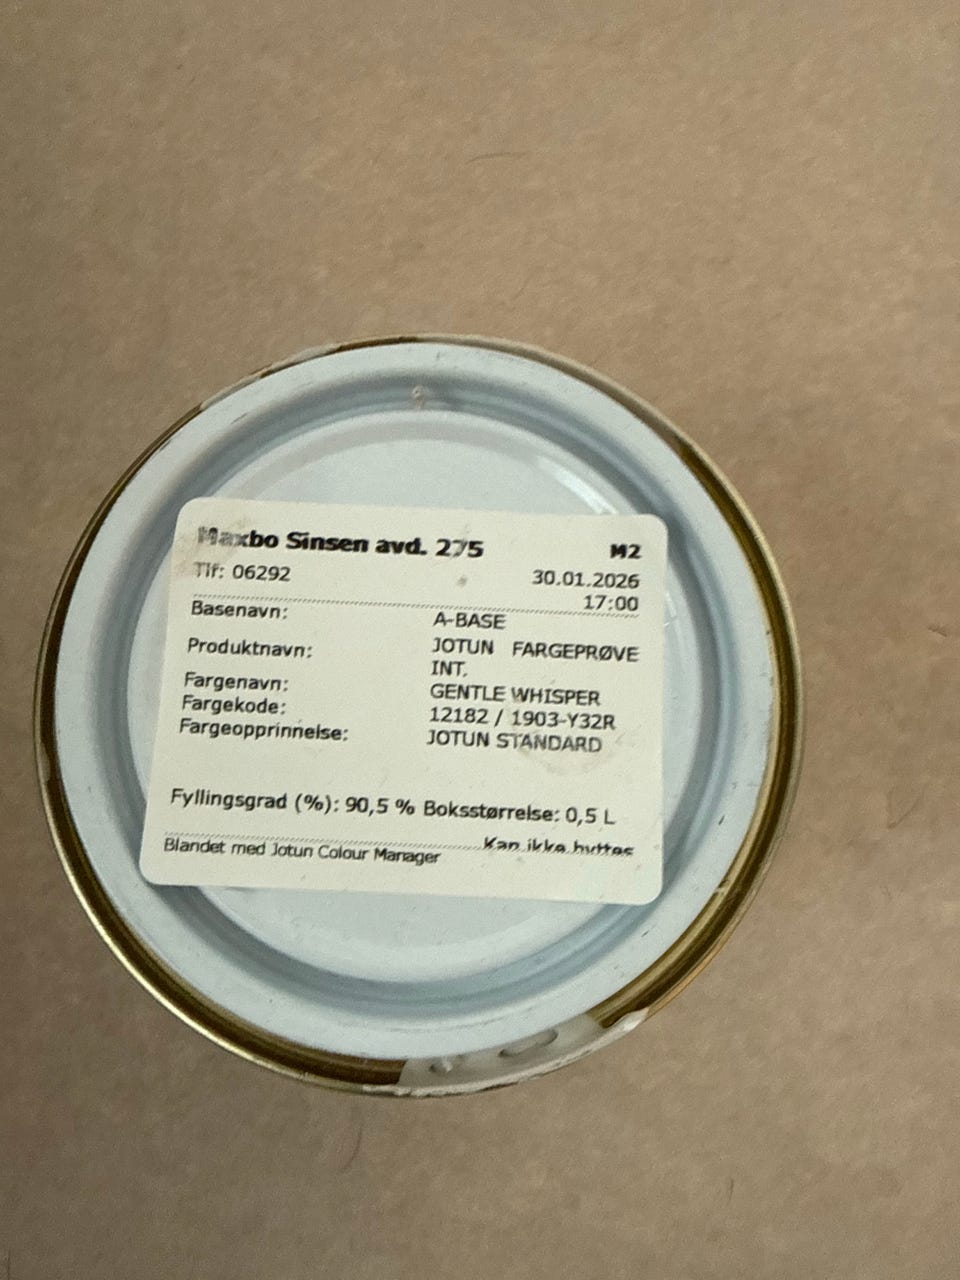 Maxbo Sinsen avd. 275 M2
Tlf: 06292 30.01.2026
17:00
Basenavn: A-BASE
Produktnavn: JOTUN FARGEPRØVE
INT.
Fargenavn: GENTLE WHISPER
Fargekode: 12182 / 1903-Y32R
Fargeopprinnelse: JOTUN STANDARD
Fyllingsgrad (%): 90,5 % Boksstørrelse: 0,5 L
Kan ikke byttes
Blandet med Jotun Colour Manager